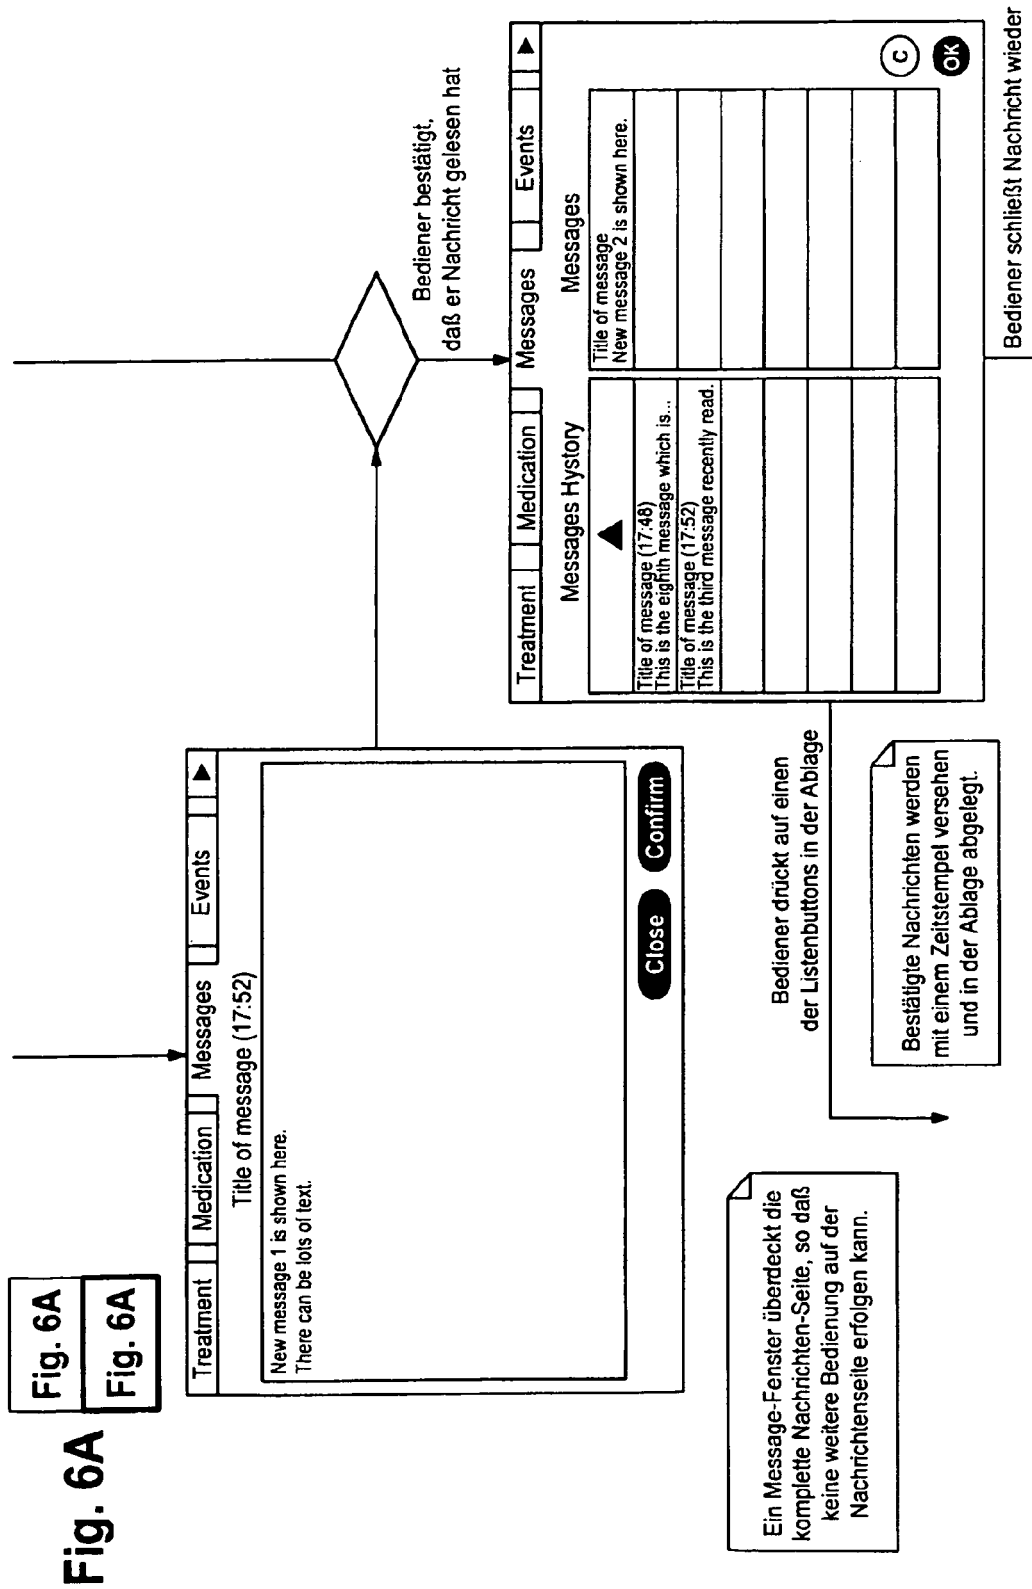 Fig. 6A
Fig. 6A
Fig. 6A
Treatment
Medication
Messages
Events
Title of message (17:52)
New message 1 is shown here.
There can be lots of text.
Close
Confirm
Ein Message-Fenster überdeckt die
komplette Nachrichten-Seite, so daß
keine weitere Bedienung auf der
Nachrichtenseite erfolgen kann.
Bediener bestätigt,
daß er Nachricht gelesen hat
Treatment
Medication
Messages
Events
Messages Hystory
Messages
Title of message (17:48)
This is the eighth message which is...
Title of message (17:52)
This is the third message recently read.
Title of message
New message 2 is shown here.
C
OK
Bediener drückt auf einen
der Listenbuttons in der Ablage
Bestätigte Nachrichten werden
mit einem Zeitstempel versehen
und in der Ablage abgelegt.
Bediener schließt Nachricht wieder